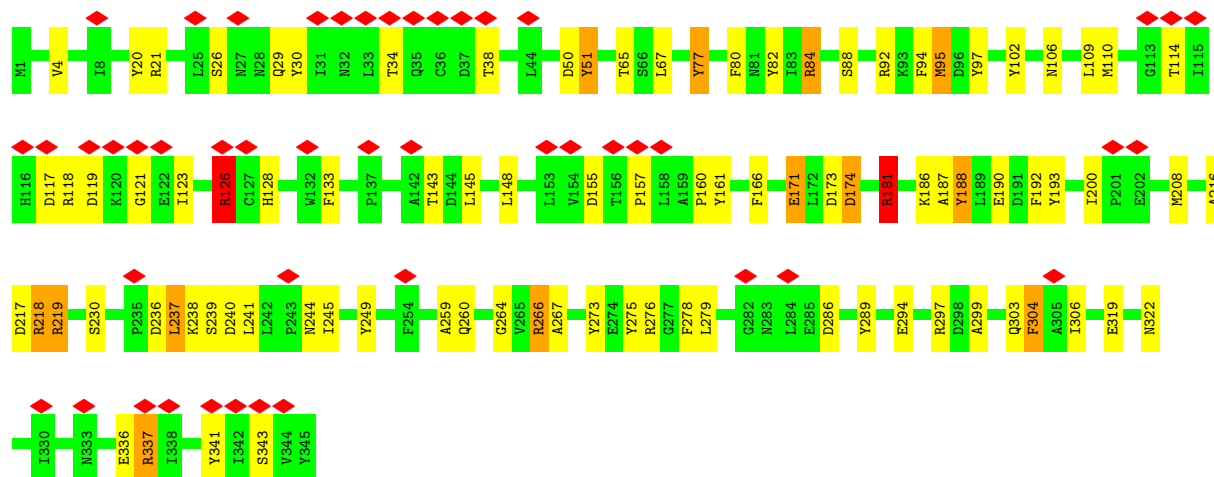 M1 V4 I8 Y20 R21 L25 S26 N27 N28 Q29 Y30 I31 N32 L33 T34 Q35 C36 D37 T38 L44 D50 Y51 T65 S66 L67 Y77 F80 N81 Y82 I83 R84 S88 R92 K93 F94 M95 D96 Y97 Y102 N106 L109 M110 G113 T114 I115
H116 D117 R118 D119 K120 G121 E122 I123 R126 C127 H128 W132 F133 P137 A142 T143 D144 L145 L148 L153 V154 D155 T156 P157 L158 A159 P160 Y161 F166 E171 L172 D173 D174 R181 K186 A187 Y188 L189 E190 D191 F192 Y193 I200 P201 E202 M208 A216
D217 R218 R219 S230 P235 D236 L237 K238 S239 D240 L241 L242 P243 N244 I245 Y249 F254 A259 Q260 G264 V265 R266 A267 Y273 E274 Y275 R276 G277 F278 L279 G282 N283 L284 E285 D286 Y289 E294 R297 D298 A299 Q303 F304 A305 I306 E319 N322
I330 N333 E336 R337 I338 Y341 I342 S343 V344 Y345